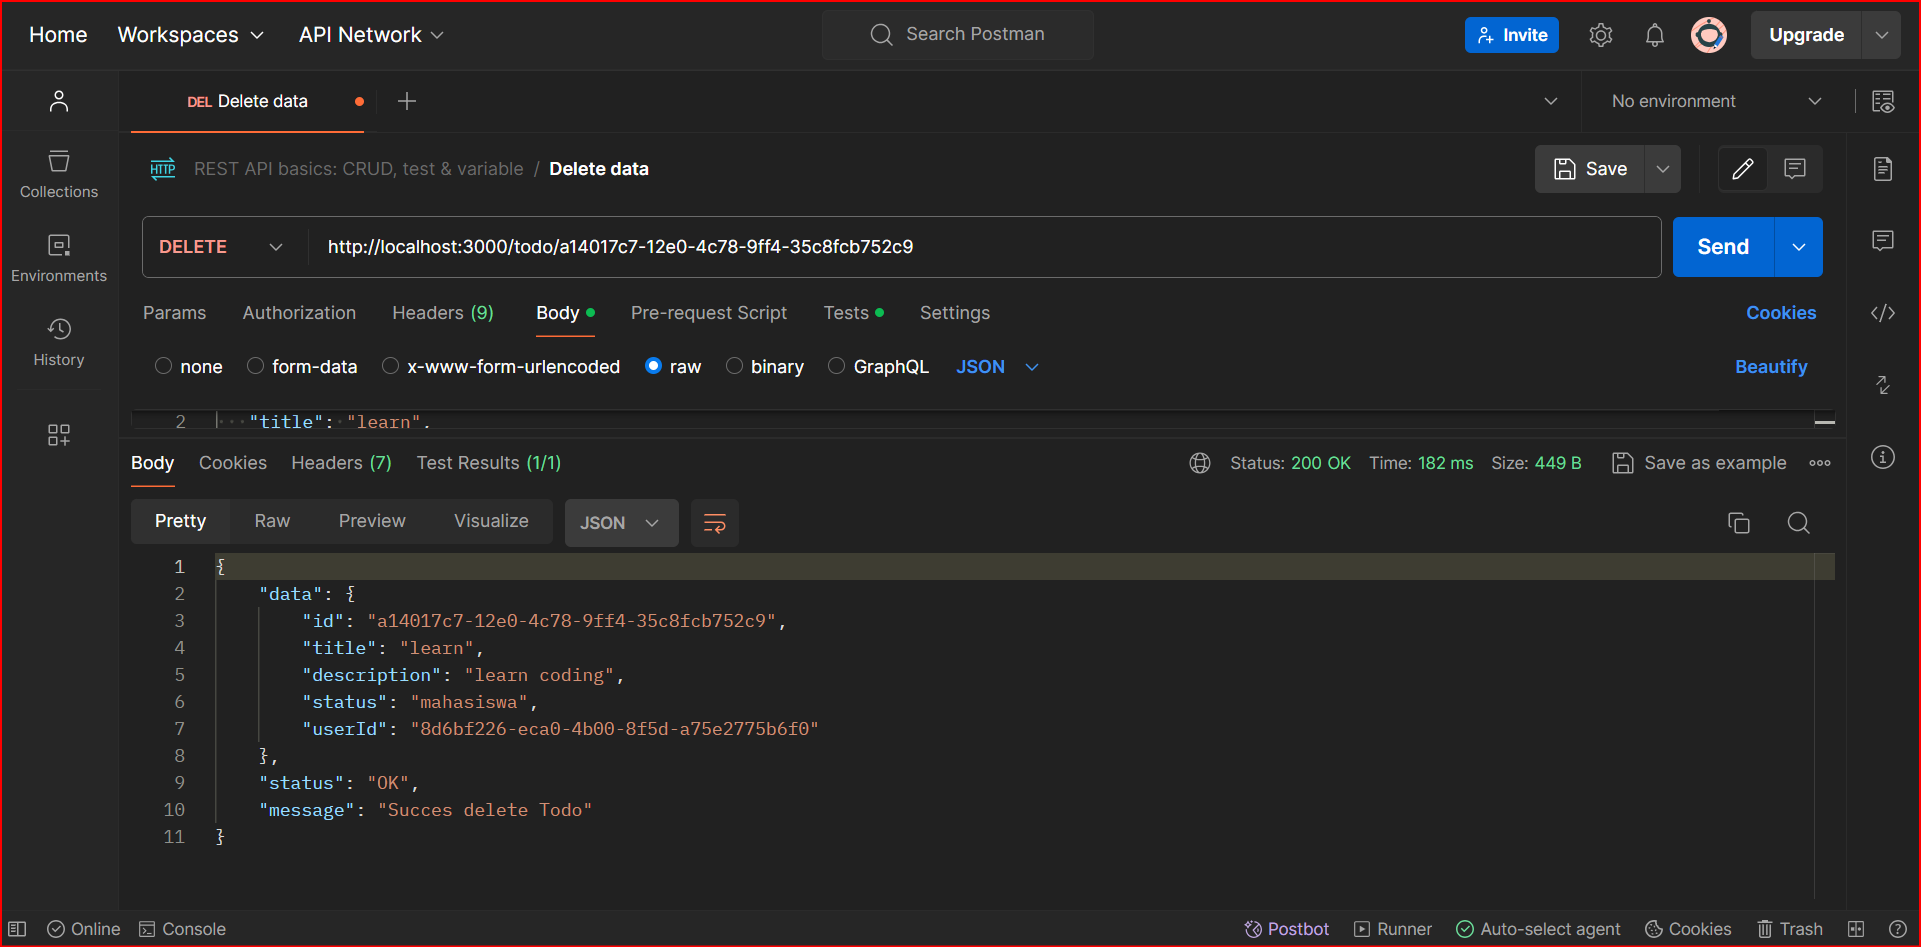 Home Workspaces API Network Search Postman Invite Upgrade
DEL Delete data No environment
REST API basics: CRUD, test & variable / Delete data Save
Collections
DELETE http://localhost:3000/todo/a14017c7-12e0-4c78-9ff4-35c8fcb752c9 Send
Environments
Params Authorization Headers (9) Body Pre-request Script Tests Settings Cookies
History
none form-data x-www-form-urlencoded raw binary GraphQL JSON Beautify
2 "title": "learn",
Body Cookies Headers (7) Test Results (1/1) Status: 200 OK Time: 182 ms Size: 449 B Save as example
Pretty Raw Preview Visualize JSON
1 {
2 "data": {
3 "id": "a14017c7-12e0-4c78-9ff4-35c8fcb752c9",
4 "title": "learn",
5 "description": "learn coding",
6 "status": "mahasiswa",
7 "userId": "8d6bf226-eca0-4b00-8f5d-a75e2775b6f0"
8 },
9 "status": "OK",
10 "message": "Succes delete Todo"
11 }
Online Console Postbot Runner Auto-select agent Cookies Trash